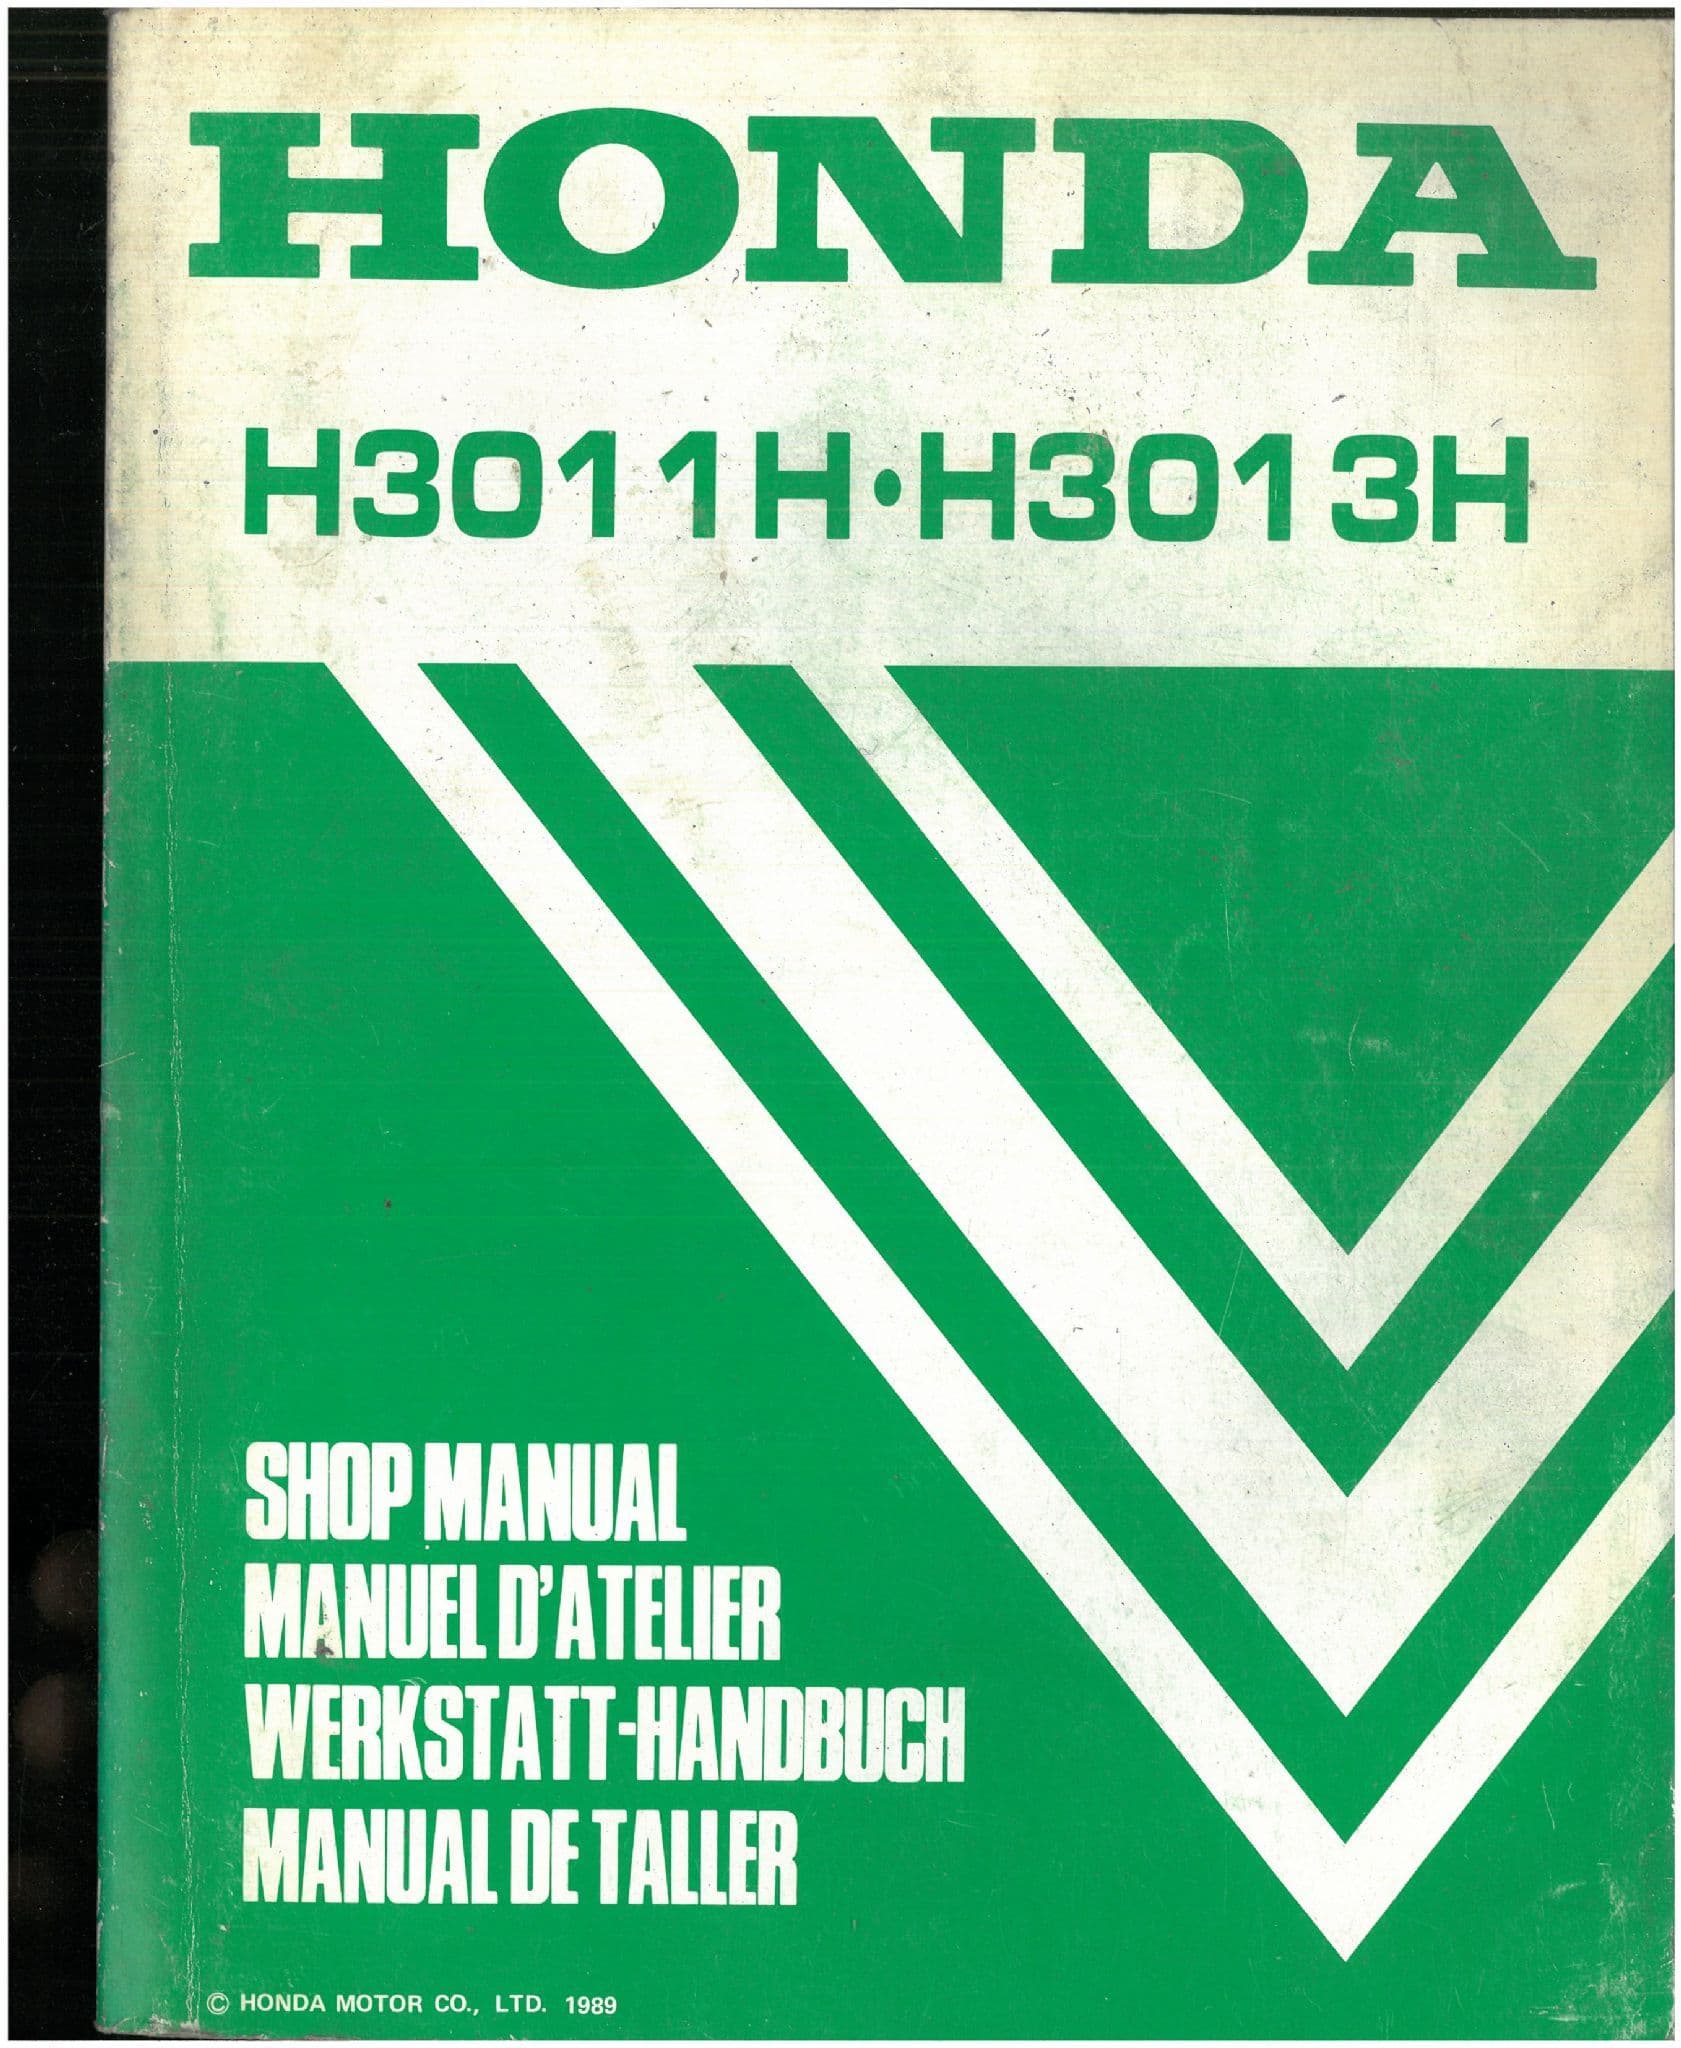 HONDA
H3011H•H3013H
SHOP MANUAL
MANUEL D'ATELIER
WERKSTATT-HANDBUCH
MANUAL DE TALLER
© HONDA MOTOR CO., LTD. 1989